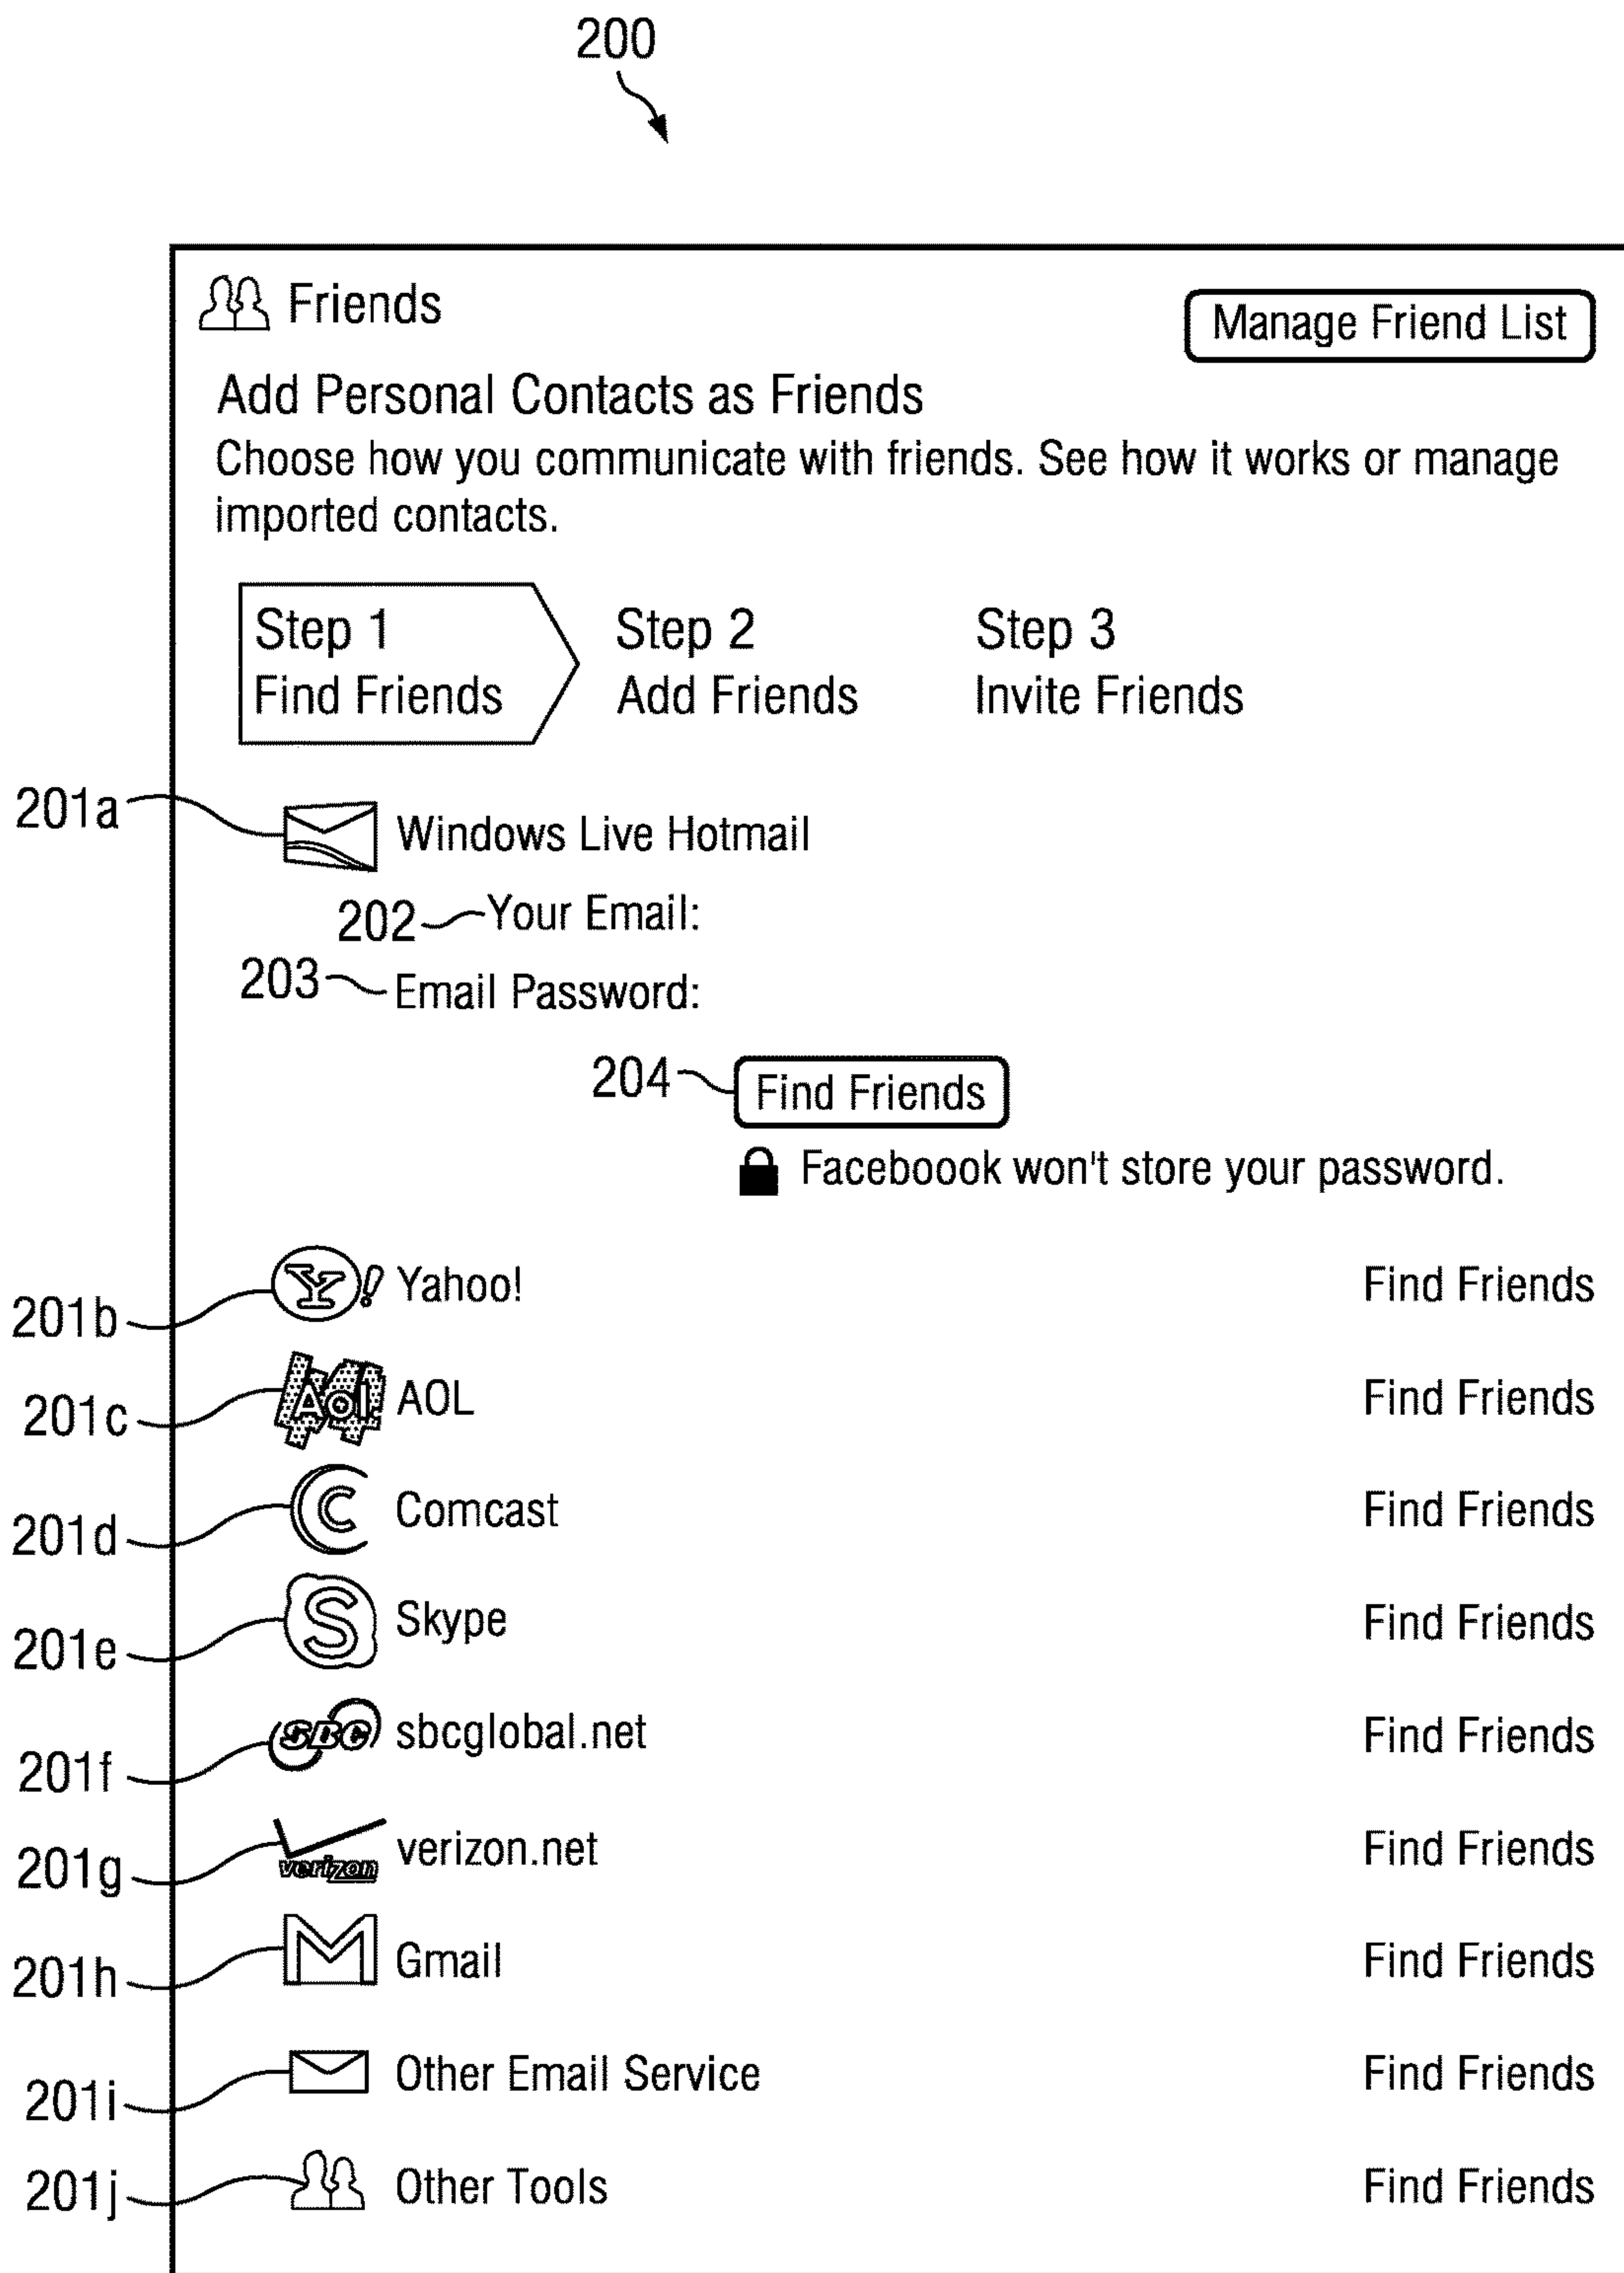 200
Friends
Manage Friend List
Add Personal Contacts as Friends
Choose how you communicate with friends. See how it works or manage
imported contacts.
Step 1 Step 2 Step 3
Find Friends Add Friends Invite Friends
201a Windows Live Hotmail
202 Your Email:
203 Email Password:
204 Find Friends
Faceboook won't store your password.
201b Y! Yahoo! Find Friends
201c Aol AOL Find Friends
201d C Comcast Find Friends
201e S Skype Find Friends
201f SBC sbcglobal.net Find Friends
201g verizon verizon.net Find Friends
201h M Gmail Find Friends
201i Other Email Service Find Friends
201j Other Tools Find Friends